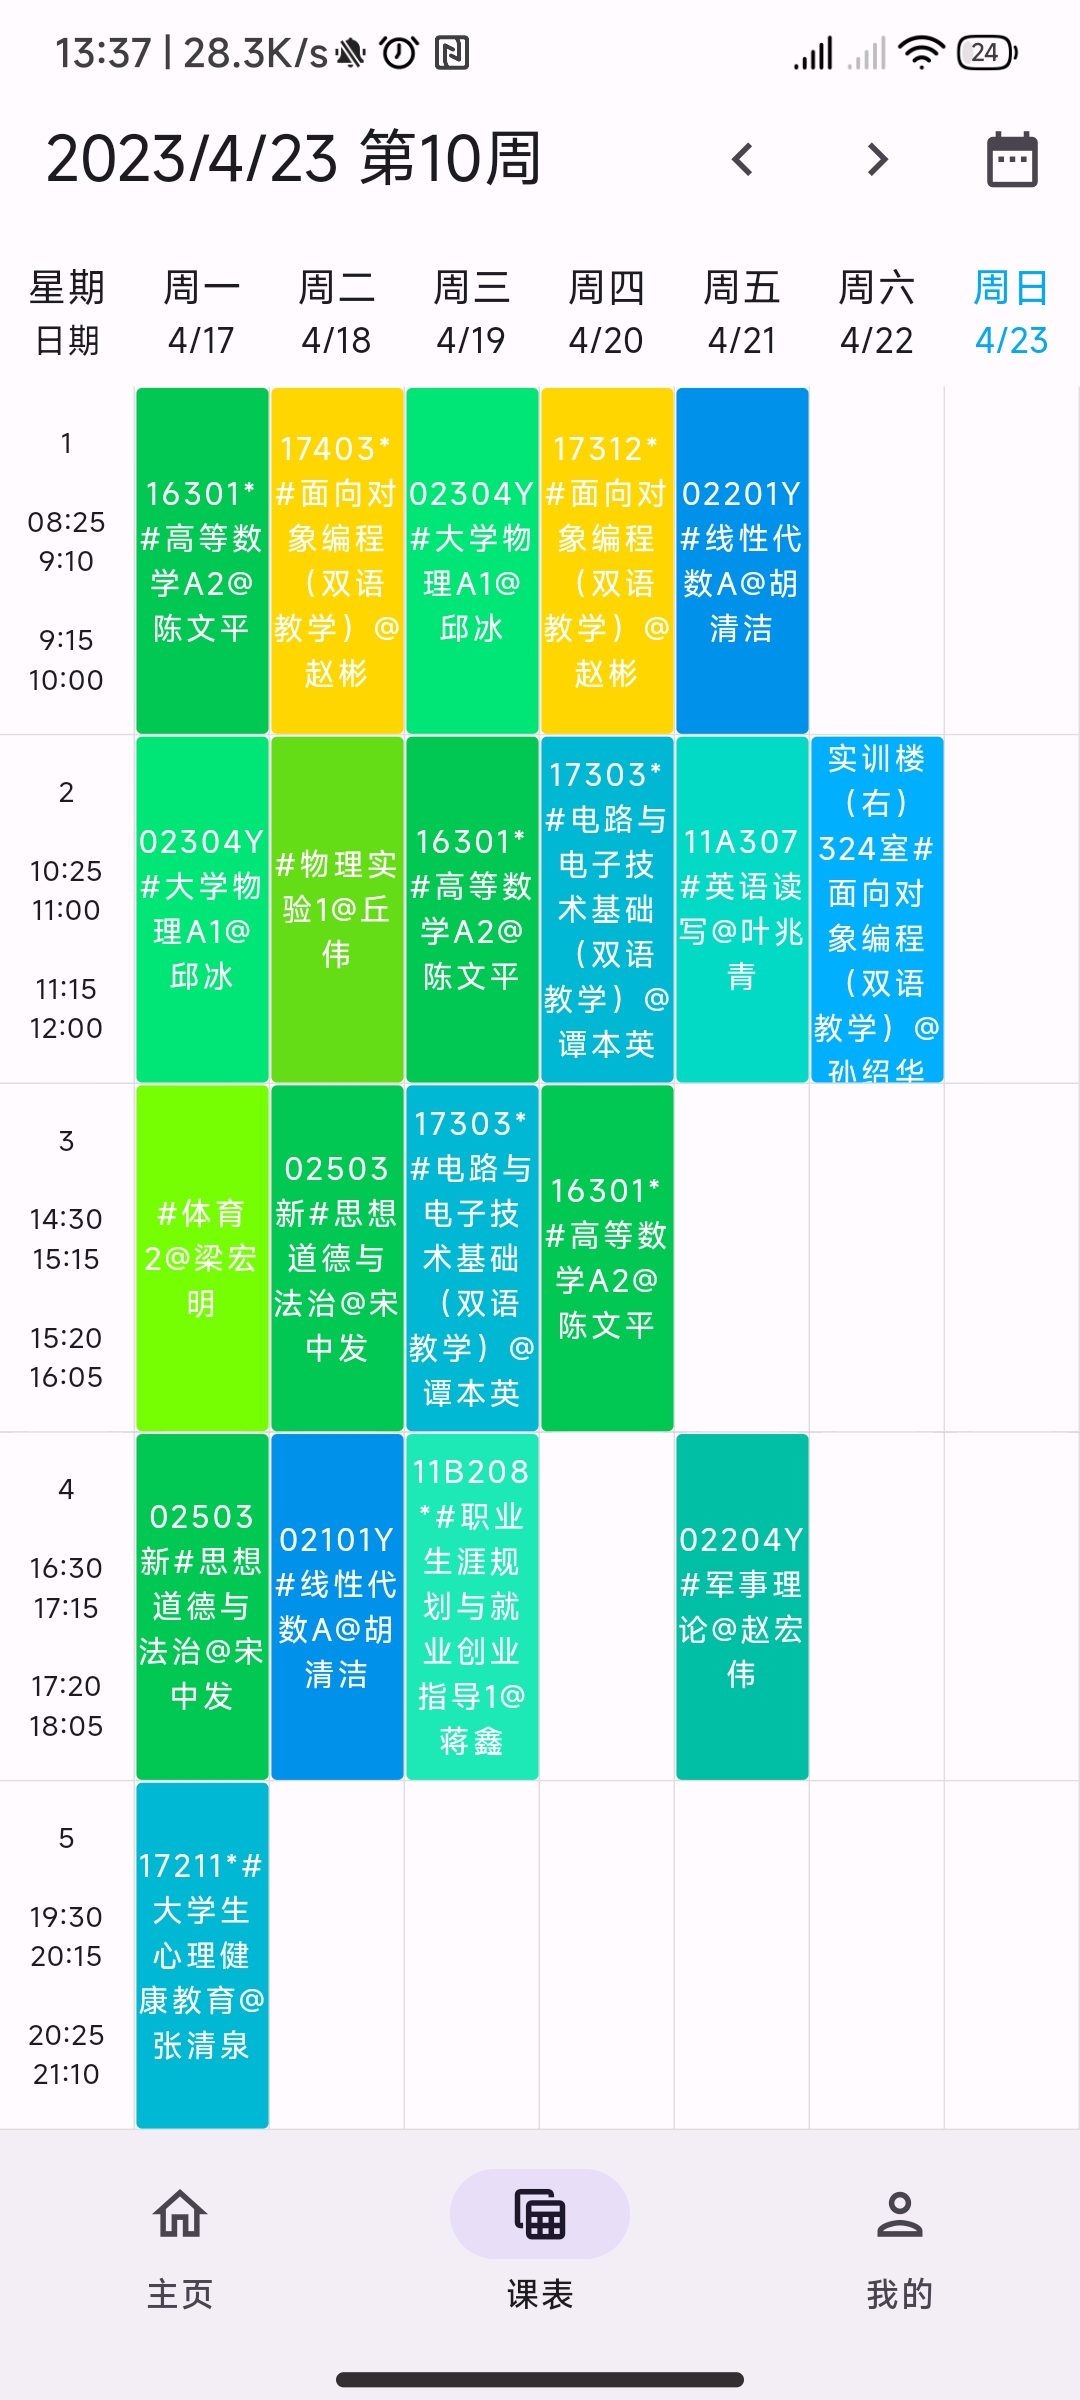 13:37 | 28.3K/s
24
2023/4/23 第10周
星期 周一 周二 周三 周四 周五 周六 周日
日期 4/17 4/18 4/19 4/20 4/21 4/22 4/23
1
08:25
9:10
9:15
10:00
16301*
#高等数
学A2@
陈文平
17403*
#面向对
象编程
（双语
教学）@
赵彬
02304Y
#大学物
理A1@
邱冰
17312*
#面向对
象编程
（双语
教学）@
赵彬
02201Y
#线性代
数A@胡
清洁
2
10:25
11:00
11:15
12:00
02304Y
#大学物
理A1@
邱冰
#物理实
验1@丘
伟
16301*
#高等数
学A2@
陈文平
17303*
#电路与
电子技
术基础
（双语
教学）@
谭本英
11A307
#英语读
写@叶兆
青
实训楼
（右）
324室#
面向对
象编程
（双语
教学）@
孙绍华
3
14:30
15:15
15:20
16:05
#体育
2@梁宏
明
02503
新#思想
道德与
法治@宋
中发
17303*
#电路与
电子技
术基础
（双语
教学）@
谭本英
16301*
#高等数
学A2@
陈文平
4
16:30
17:15
17:20
18:05
02503
新#思想
道德与
法治@宋
中发
02101Y
#线性代
数A@胡
清洁
11B208
*#职业
生涯规
划与就
业创业
指导1@
蒋鑫
02204Y
#军事理
论@赵宏
伟
5
19:30
20:15
20:25
21:10
17211*#
大学生
心理健
康教育@
张清泉
主页 课表 我的